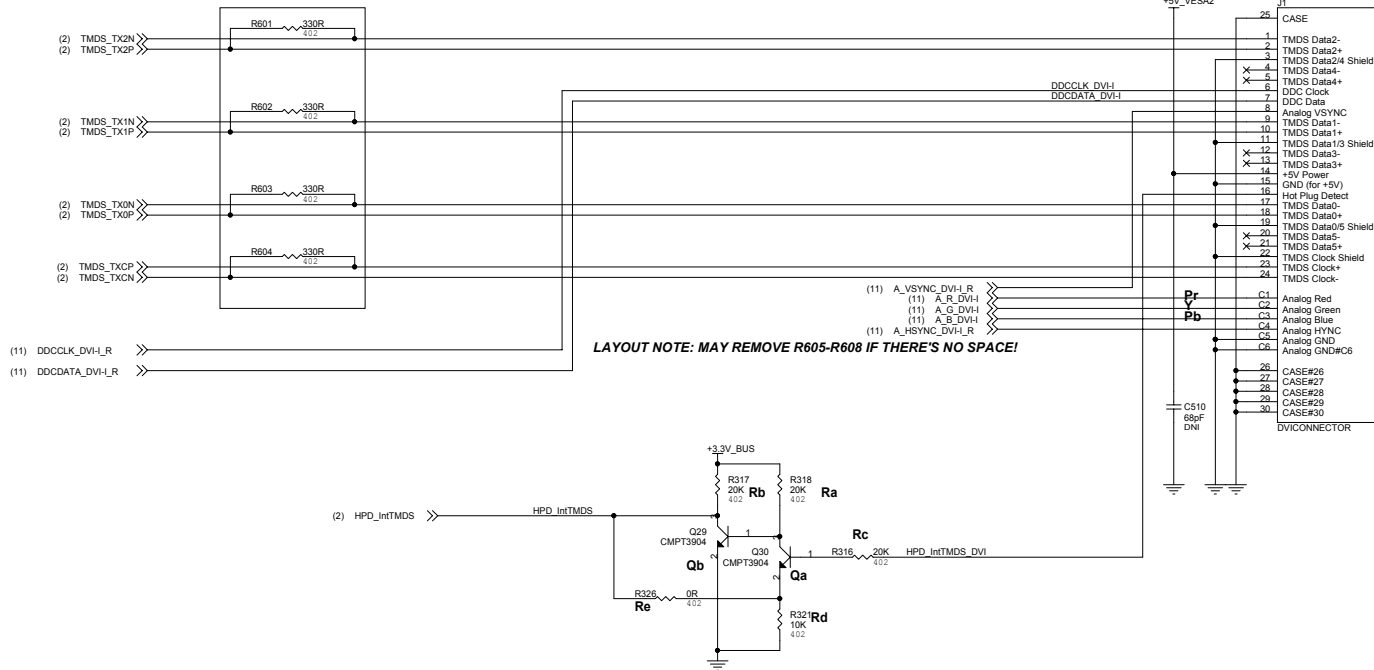 +5V_VESA2
J1
R601 330R
402
(2) TMDS_TX2N
(2) TMDS_TX2P
R602 330R
402
(2) TMDS_TX1N
(2) TMDS_TX1P
R603 330R
402
(2) TMDS_TX0N
(2) TMDS_TX0P
R604 330R
402
(2) TMDS_TXCP
(2) TMDS_TXCN
(11) DDCCLK_DVI-I_R
(11) DDCDATA_DVI-I_R
DDCCLK_DVI-I
DDCDATA_DVI-I
(11) A_VSYNC_DVI-I_R
(11) A_R_DVI-I
(11) A_G_DVI-I
(11) A_B_DVI-I
(11) A_HSYNC_DVI-I_R
Pr
Y
Pb
LAYOUT NOTE: MAY REMOVE R605-R608 IF THERE'S NO SPACE!
25 CASE
1 TMDS Data2-
2 TMDS Data2+
3 TMDS Data2/4 Shield
4 TMDS Data4-
5 TMDS Data4+
6 DDC Clock
7 DDC Data
8 Analog VSYNC
9 TMDS Data1-
10 TMDS Data1+
11 TMDS Data1/3 Shield
12 TMDS Data3-
13 TMDS Data3+
14 +5V Power
15 GND (for +5V)
16 Hot Plug Detect
17 TMDS Data0-
18 TMDS Data0+
19 TMDS Data0/5 Shield
20 TMDS Data5-
21 TMDS Data5+
22 TMDS Clock Shield
23 TMDS Clock+
24 TMDS Clock-
C1 Analog Red
C2 Analog Green
C3 Analog Blue
C4 Analog HYNC
C5 Analog GND
C6 Analog GND#C6
26 CASE#26
27 CASE#27
28 CASE#28
29 CASE#29
30 CASE#30
DVICONNECTOR
C510
68pF
DNI
+3.3V_BUS
R317
20K
402
Rb
R318
20K
402
Ra
(2) HPD_IntTMDS
HPD_IntTMDS
Q29
CMPT3904
3
1
2
Qb
Q30
CMPT3904
3
1
2
Qa
Rc
R316 20K
402
HPD_IntTMDS_DVI
R326 0R
402
Re
R321
10K
402
Rd